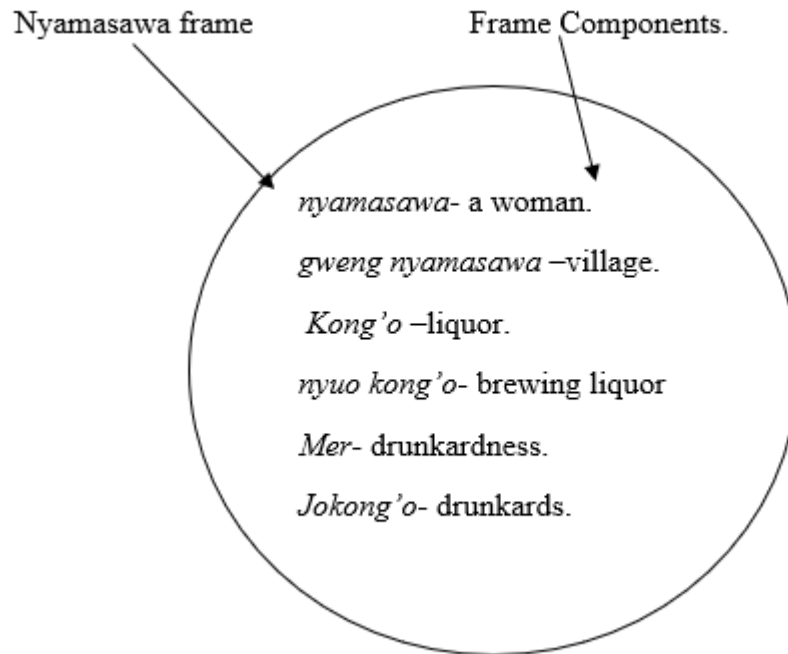 Nyamasawa frame Frame Components.
nyamasawa- a woman.
gweng nyamasawa –village.
Kong’o –liquor.
nyuo kong’o- brewing liquor
Mer- drunkardness.
Jokong’o- drunkards.